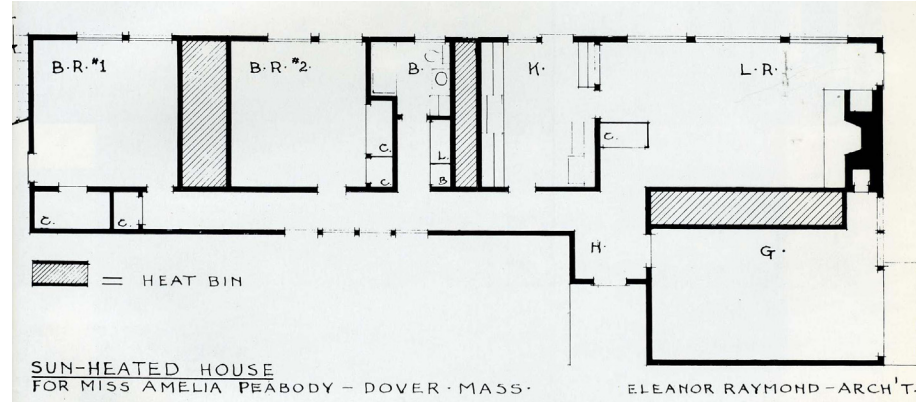 B.R.#1
B.R.#2
B.
K.
L.R.
C.
C.
L.
C.
B
C.
C.
H.
G.
= HEAT BIN
SUN-HEATED HOUSE
FOR MISS AMELIA PEABODY - DOVER. MASS.
ELEANOR RAYMOND - ARCH'T.